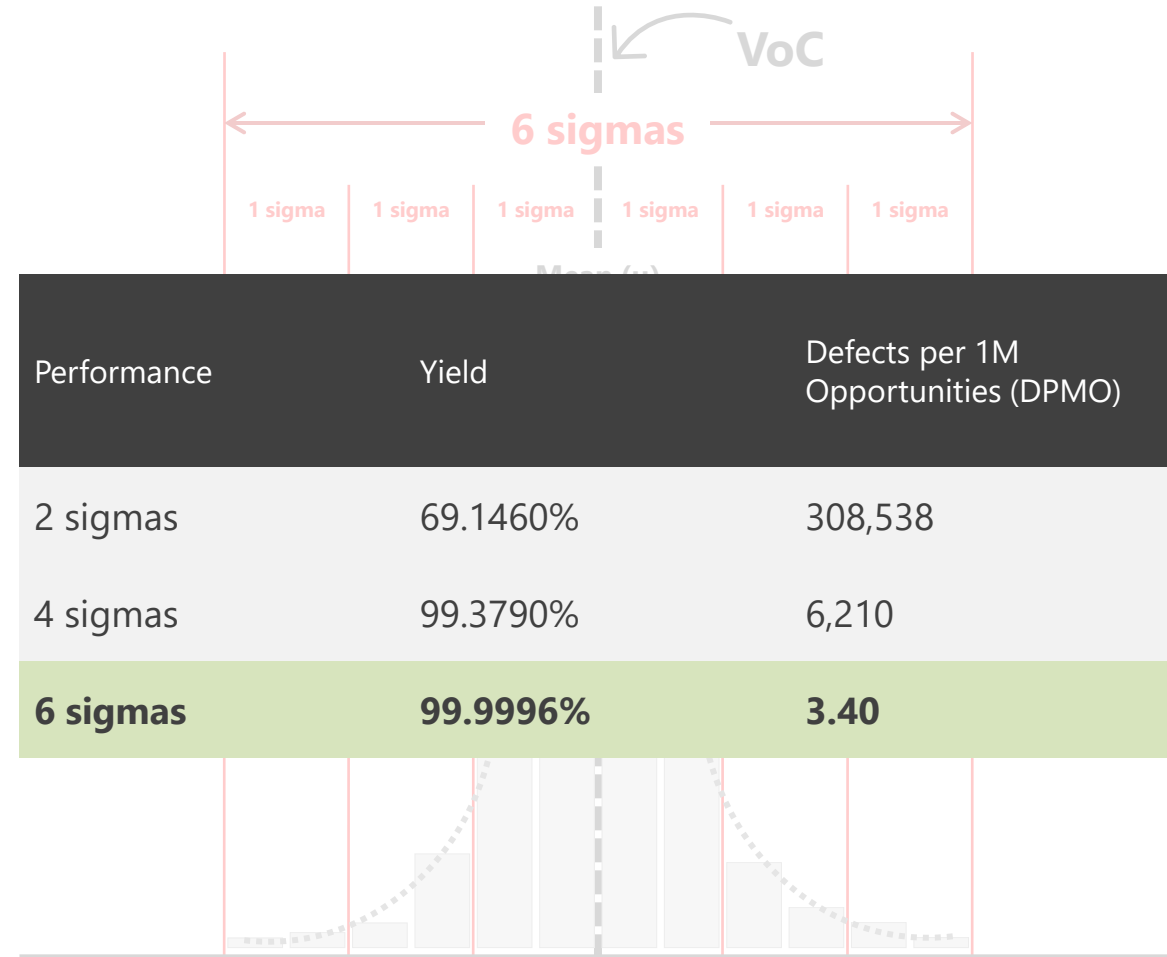 VoC
6 sigmas
1 sigma 1 sigma 1 sigma 1 sigma 1 sigma 1 sigma
Mean (μ)
Performance Yield Defects per 1M
Opportunities (DPMO)
2 sigmas 69.1460% 308,538
4 sigmas 99.3790% 6,210
6 sigmas 99.9996% 3.40